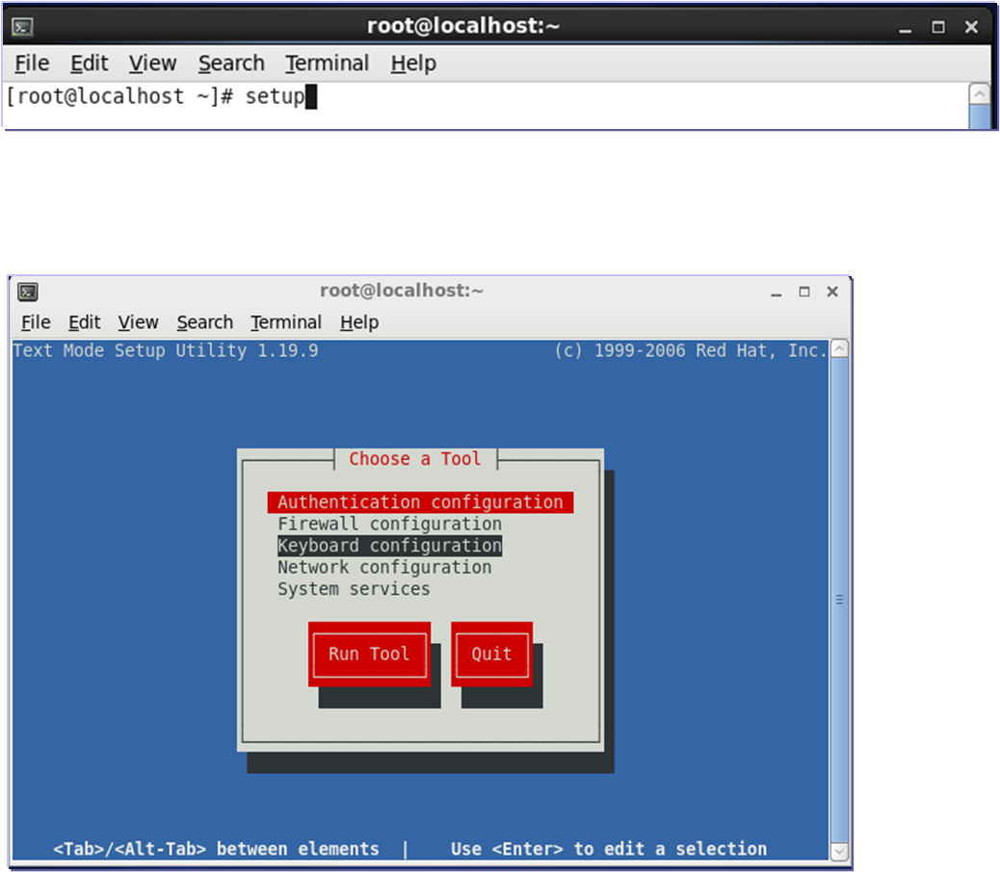 root@localhost:~
File Edit View Search Terminal Help
[root@localhost ~]# setup
root@localhost:~
File Edit View Search Terminal Help
Text Mode Setup Utility 1.19.9 (c) 1999-2006 Red Hat, Inc.
Choose a Tool
Authentication configuration
Firewall configuration
Keyboard configuration
Network configuration
System services
Run Tool Quit
<Tab>/<Alt-Tab> between elements | Use <Enter> to edit a selection